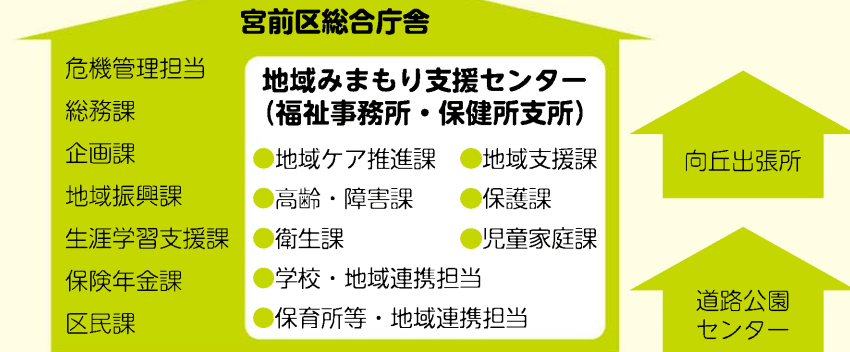 宮前区総合庁舎
危機管理担当
総務課
企画課
地域振興課
生涯学習支援課
保険年金課
区民課
地域みまもり支援センター
（福祉事務所・保健所支所）
●地域ケア推進課 ●地域支援課
●高齢・障害課 ●保護課
●衛生課 ●児童家庭課
●学校・地域連携担当
●保育所等・地域連携担当
向丘出張所
道路公園
センター